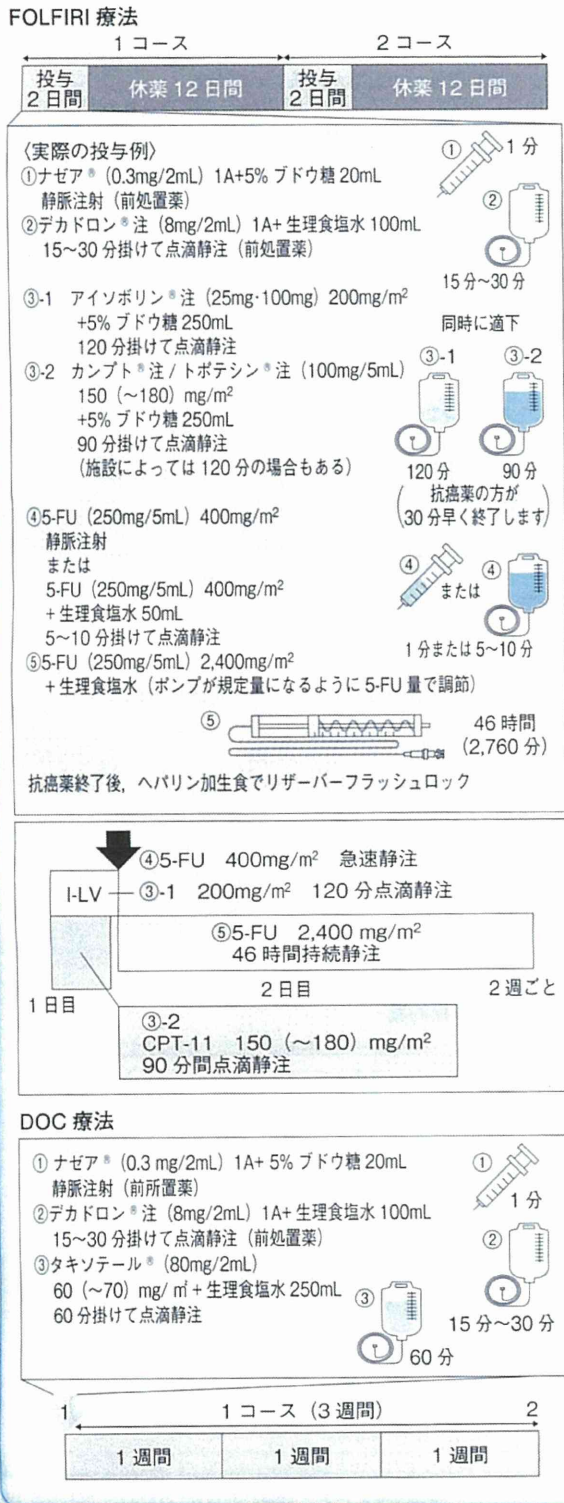 FOLFIRI 療法
1 コース 2 コース
投与 休薬 12 日間 投与 休薬 12 日間
2 日間 2 日間
〈実際の投与例〉
①ナゼア®(0.3mg/2mL)1A+5% ブドウ糖 20mL
静脈注射(前処置薬)
① 1 分
②デカドロン®注(8mg/2mL)1A+ 生理食塩水 100mL
15〜30 分掛けて点滴静注(前処置薬)
②
15 分〜30 分
③-1 アイソボリン®注(25mg·100mg)200mg/m²
+5% ブドウ糖 250mL
120 分掛けて点滴静注
③-2 カンプト®注 / トポテシン®注(100mg/5mL)
150(〜180)mg/m²
+5% ブドウ糖 250mL
90 分掛けて点滴静注
(施設によっては 120 分の場合もある)
同時に適下
③-1 ③-2
120 分 90 分
(抗癌薬の方が
30 分早く終了します)
④5-FU(250mg/5mL)400mg/m²
静脈注射
または
5-FU(250mg/5mL)400mg/m²
+ 生理食塩水 50mL
5〜10 分掛けて点滴静注
④ または ④
1 分または 5〜10 分
⑤5-FU(250mg/5mL)2,400mg/m²
+ 生理食塩水(ポンプが規定量になるように 5-FU 量で調節)
⑤ 46 時間
(2,760 分)
抗癌薬終了後,ヘパリン加生食でリザーバーフラッシュロック
④5-FU 400mg/m² 急速静注
I-LV ③-1 200mg/m² 120 分点滴静注
⑤5-FU 2,400 mg/m²
46 時間持続静注
1 日目 2 日目 2 週ごと
③-2
CPT-11 150(〜180)mg/m²
90 分間点滴静注
DOC 療法
① ナゼア®(0.3 mg/2mL)1A+ 5% ブドウ糖 20mL
静脈注射(前所置薬)
① 1 分
②デカドロン®注(8mg/2mL)1A+ 生理食塩水 100mL
15〜30 分掛けて点滴静注(前処置薬)
②
15 分〜30 分
③タキソテール®(80mg/2mL)
60(〜70)mg/ ㎡ + 生理食塩水 250mL
60 分掛けて点滴静注
③
60 分
1 1 コース(3 週間) 2
1 週間 1 週間 1 週間